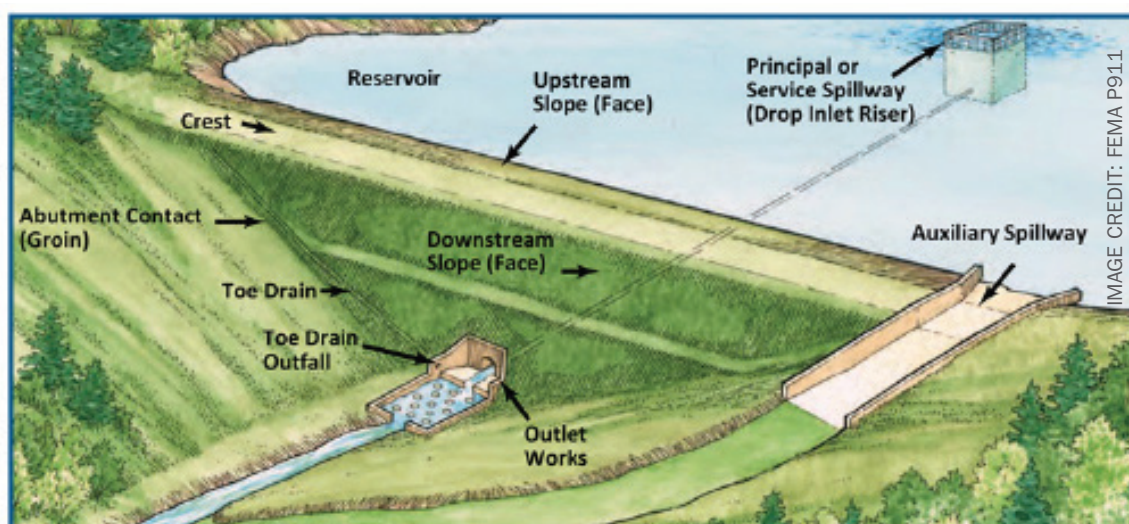 Reservoir
Upstream
Slope (Face)
Principal or
Service Spillway
(Drop Inlet Riser)
Crest
Abutment Contact
(Groin)
Downstream
Slope (Face)
Auxiliary Spillway
Toe Drain
Toe Drain
Outfall
Outlet
Works
IMAGE CREDIT: FEMA P911